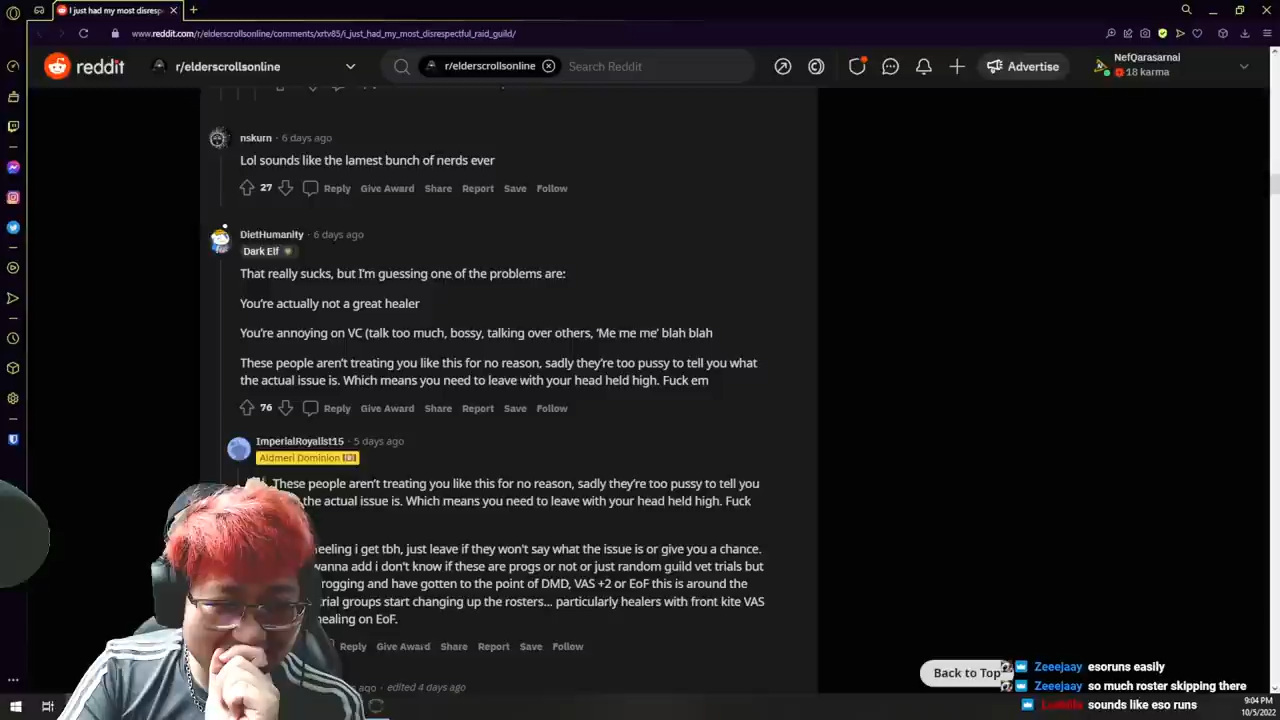 I just had my most disresp
www.reddit.com/r/elderscrollsonline/comments/xrtv85/i_just_had_my_most_disrespectful_raid_guild/
reddit
r/elderscrollsonline
r/elderscrollsonline
Search Reddit
Advertise
NefQarasarnai
18 karma
nskurn · 6 days ago
Lol sounds like the lamest bunch of nerds ever
27 Reply Give Award Share Report Save Follow
DietHumanity · 6 days ago
Dark Elf
That really sucks, but I'm guessing one of the problems are:
You're actually not a great healer
You're annoying on VC (talk too much, bossy, talking over others, 'Me me me' blah blah
These people aren't treating you like this for no reason, sadly they're too pussy to tell you what
the actual issue is. Which means you need to leave with your head held high. Fuck em
76 Reply Give Award Share Report Save Follow
ImperialRoyalist15 · 5 days ago
Aldmeri Dominion
These people aren't treating you like this for no reason, sadly they're too pussy to tell you
the actual issue is. Which means you need to leave with your head held high. Fuck
feeling i get tbh, just leave if they won't say what the issue is or give you a chance.
wanna add i don't know if these are progs or not or just random guild vet trials but
rogging and have gotten to the point of DMD, VAS +2 or EoF this is around the
trial groups start changing up the rosters... particularly healers with front kite VAS
healing on EoF.
Reply Give Award Share Report Save Follow
ago · edited 4 days ago
Back to Top
Zeeejaay esoruns easily
Zeeejaay so much roster skipping there
sounds like eso runs
9:04 PM
10/5/2022